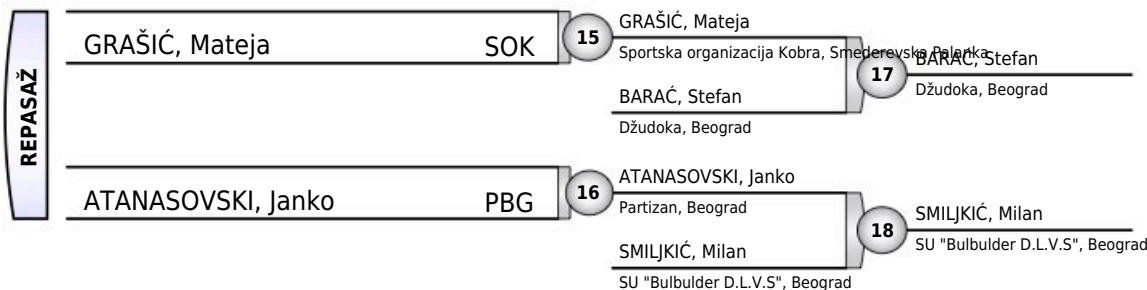 REPASAŽ
GRAŠIĆ, Mateja SOK
15
GRAŠIĆ, Mateja
Sportska organizacija Kobra, Smederevska Palanka
BARAĆ, Stefan
Džudoka, Beograd
17
BARAĆ, Stefan
Džudoka, Beograd
ATANASOVSKI, Janko PBG
16
ATANASOVSKI, Janko
Partizan, Beograd
SMILJKIĆ, Milan
SU "Bulbulder D.L.V.S", Beograd
18
SMILJKIĆ, Milan
SU "Bulbulder D.L.V.S", Beograd